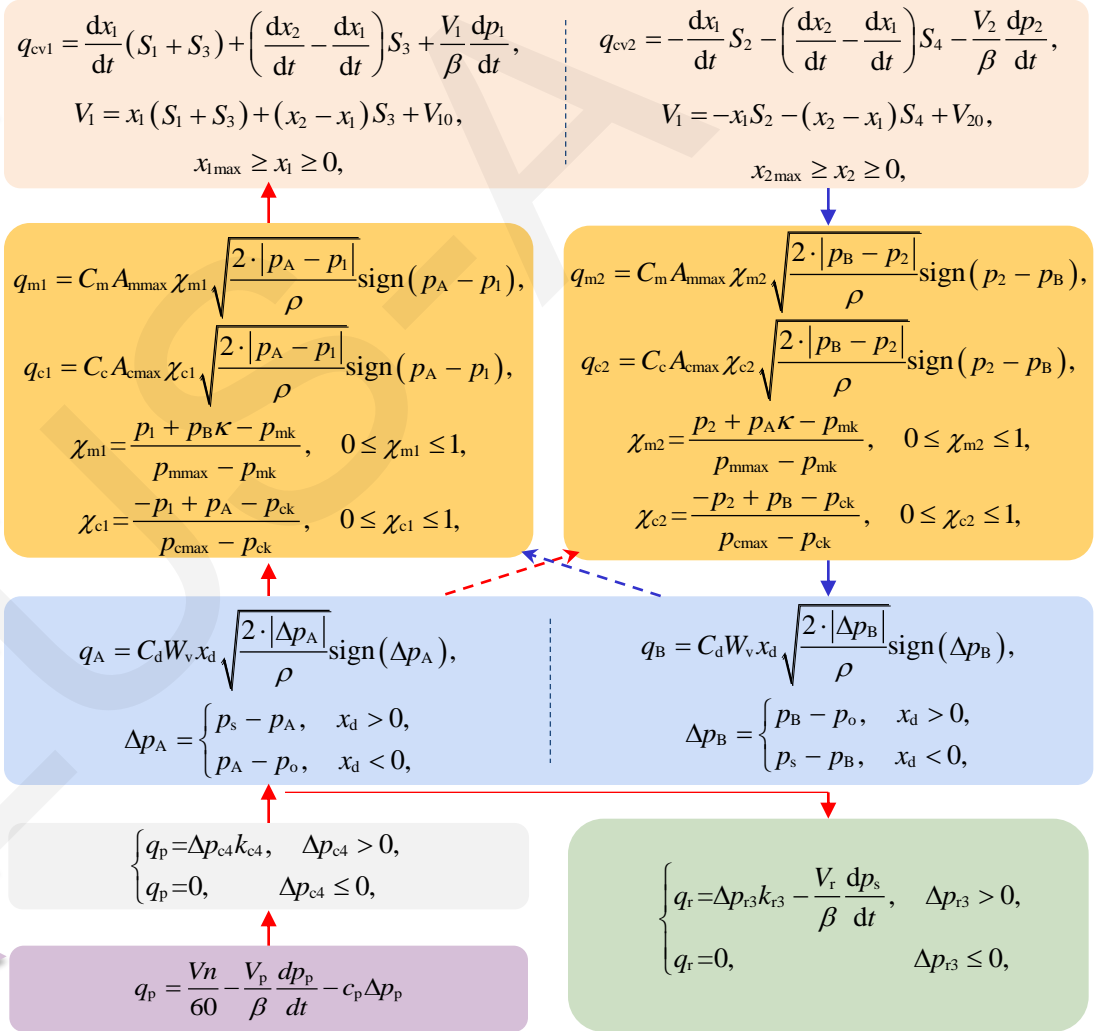 q_cv1 = dx_1/dt (S_1 + S_3) + (dx_2/dt − dx_1/dt) S_3 + V_1/β dp_1/dt,
V_1 = x_1(S_1 + S_3) + (x_2 − x_1)S_3 + V_10,
x_1max ≥ x_1 ≥ 0,
q_cv2 = −dx_1/dt S_2 − (dx_2/dt − dx_1/dt) S_4 − V_2/β dp_2/dt,
V_1 = −x_1S_2 − (x_2 − x_1)S_4 + V_20,
x_2max ≥ x_2 ≥ 0,
q_m1 = C_m A_mmax χ_m1 √(2·|p_A − p_1|/ρ) sign(p_A − p_1),
q_c1 = C_c A_cmax χ_c1 √(2·|p_A − p_1|/ρ) sign(p_A − p_1),
χ_m1 = (p_1 + p_B κ − p_mk)/(p_mmax − p_mk), 0 ≤ χ_m1 ≤ 1,
χ_c1 = (−p_1 + p_A − p_ck)/(p_cmax − p_ck), 0 ≤ χ_c1 ≤ 1,
q_m2 = C_m A_mmax χ_m2 √(2·|p_B − p_2|/ρ) sign(p_2 − p_B),
q_c2 = C_c A_cmax χ_c2 √(2·|p_B − p_2|/ρ) sign(p_2 − p_B),
χ_m2 = (p_2 + p_A κ − p_mk)/(p_mmax − p_mk), 0 ≤ χ_m2 ≤ 1,
χ_c2 = (−p_2 + p_B − p_ck)/(p_cmax − p_ck), 0 ≤ χ_c2 ≤ 1,
q_A = C_d W_v x_d √(2·|Δp_A|/ρ) sign(Δp_A),
Δp_A = { p_s − p_A, x_d > 0,
p_A − p_o, x_d < 0,
q_B = C_d W_v x_d √(2·|Δp_B|/ρ) sign(Δp_B),
Δp_B = { p_B − p_o, x_d > 0,
p_s − p_B, x_d < 0,
{ q_p = Δp_c4 k_c4, Δp_c4 > 0,
q_p = 0, Δp_c4 ≤ 0,
{ q_r = Δp_r3 k_r3 − V_r/β dp_s/dt, Δp_r3 > 0,
q_r = 0, Δp_r3 ≤ 0,
q_p = Vn/60 − V_p/β dp_p/dt − c_p Δp_p